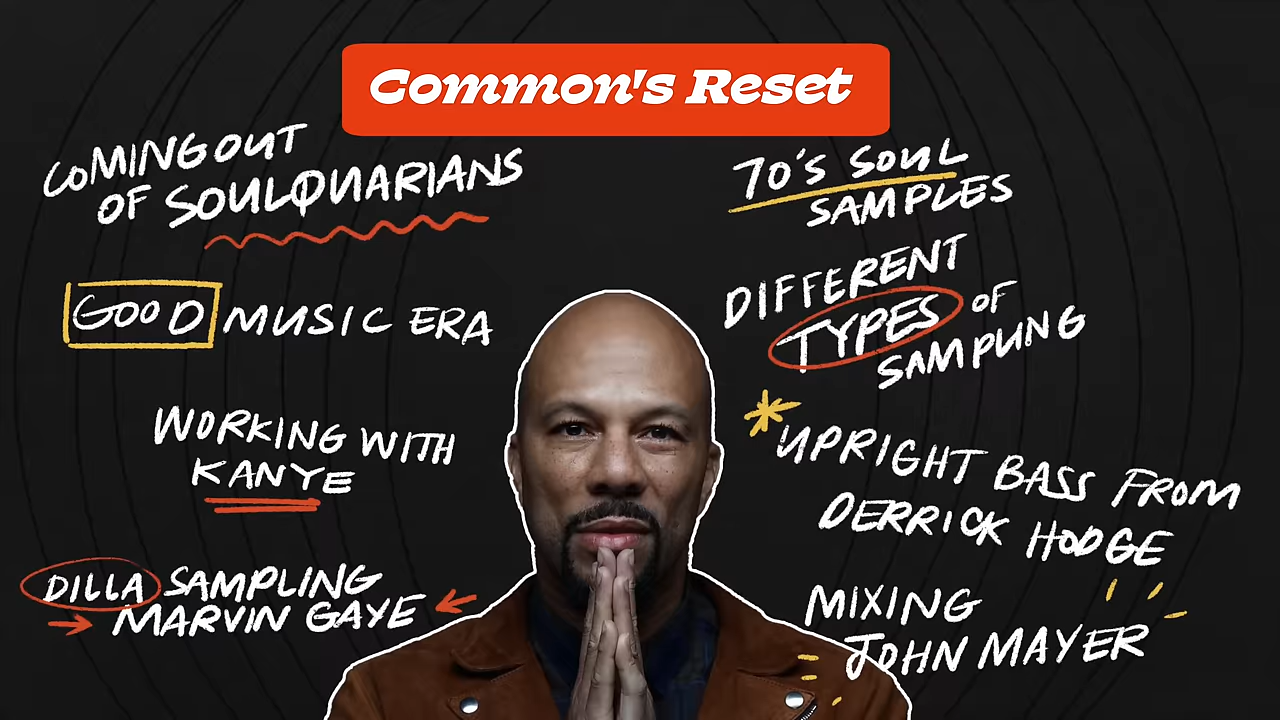 Common's Reset
COMING OUT
OF SOULQUARIANS
GOOD MUSIC ERA
WORKING WITH
KANYE
DILLA SAMPLING
MARVIN GAYE
70'S SOUL
SAMPLES
DIFFERENT
TYPES OF
SAMPLING
UPRIGHT BASS FROM
DERRICK HODGE
MIXING
JOHN MAYER